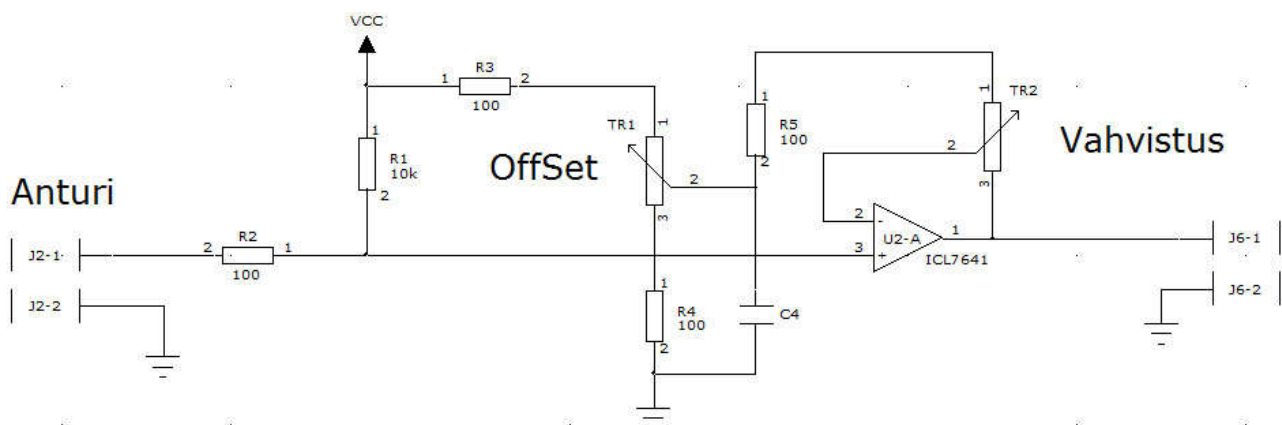 VCC
1 R3 2
100
1
R1
10k
2
OffSet
TR1
1
2
3
1
R5
100
2
1
TR2
2
3
Vahvistus
Anturi
J2-1
2 R2 1
100
J2-2
2 -
3 +
U2-A
1
ICL7641
J6-1
J6-2
1
R4
100
2
C4